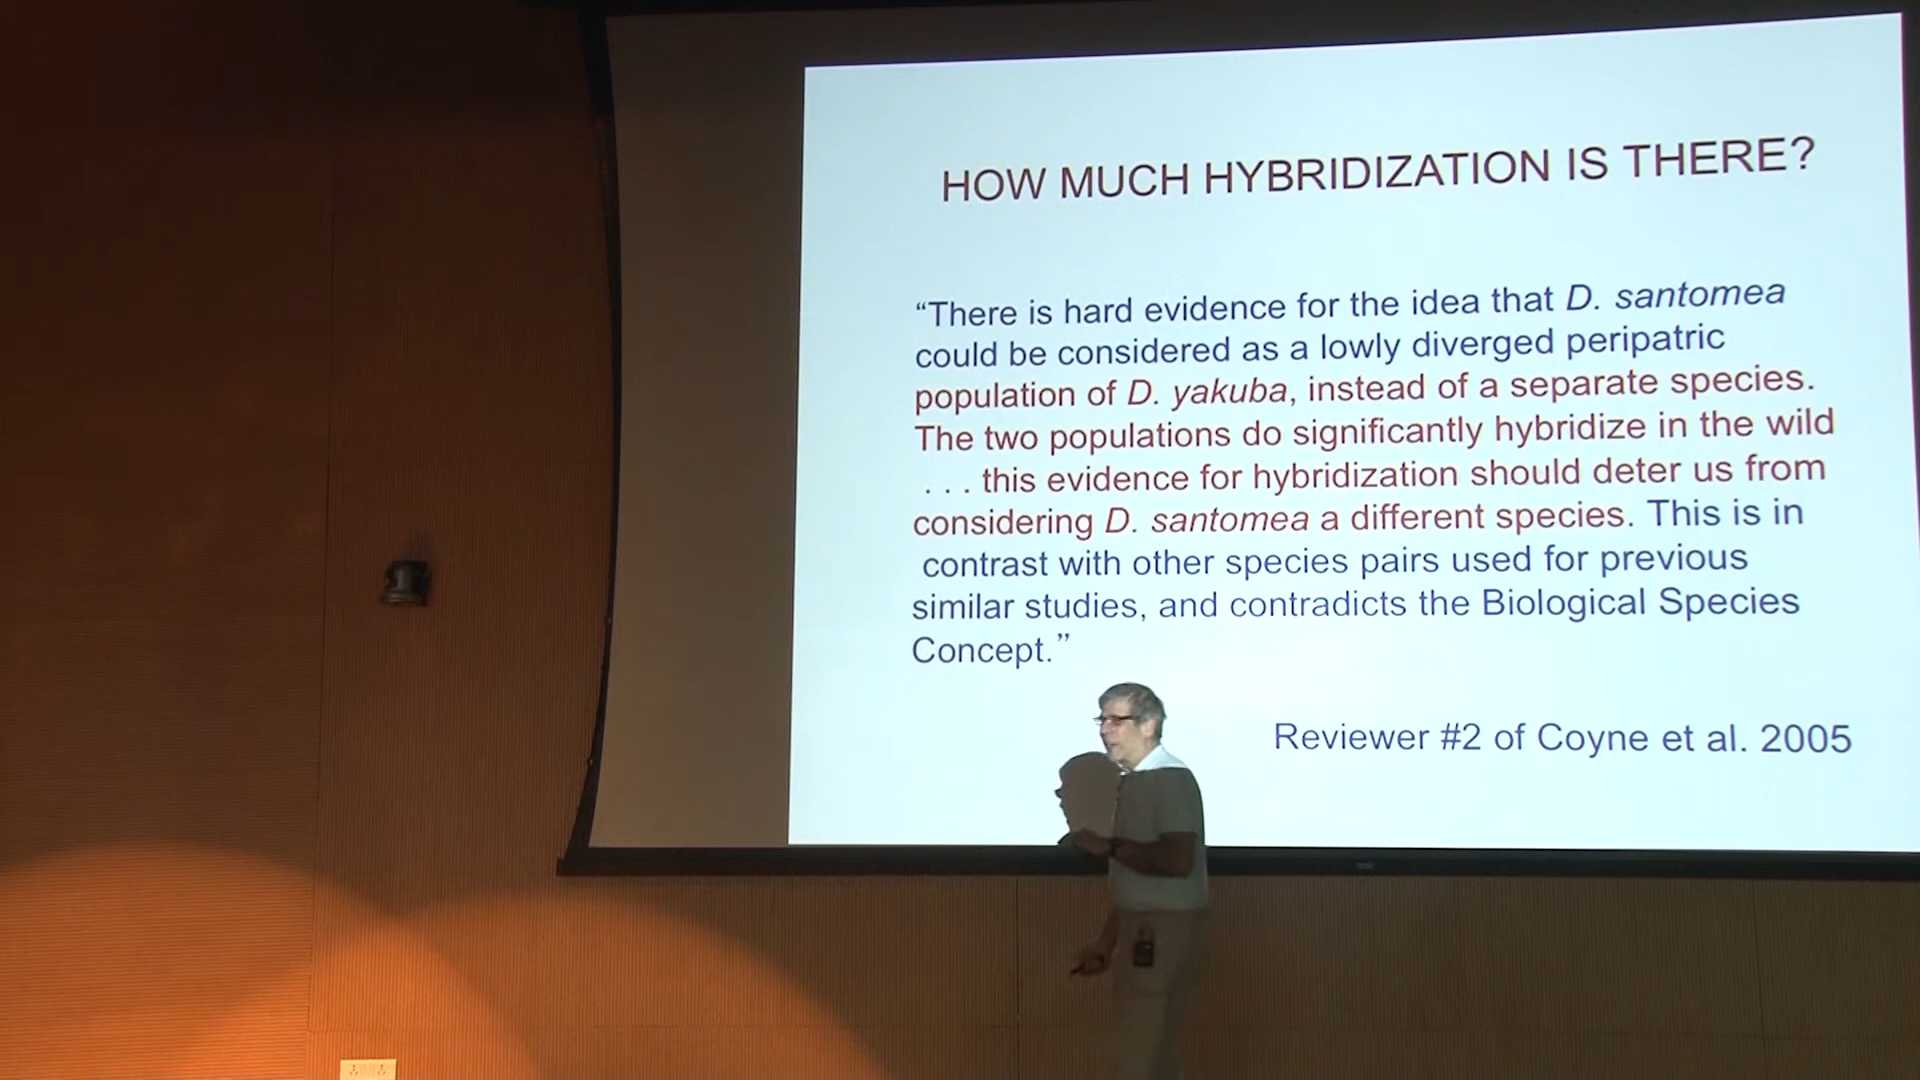 HOW MUCH HYBRIDIZATION IS THERE?
“There is hard evidence for the idea that D. santomea
could be considered as a lowly diverged peripatric
population of D. yakuba, instead of a separate species.
The two populations do significantly hybridize in the wild
. . . this evidence for hybridization should deter us from
considering D. santomea a different species. This is in
contrast with other species pairs used for previous
similar studies, and contradicts the Biological Species
Concept.”
Reviewer #2 of Coyne et al. 2005